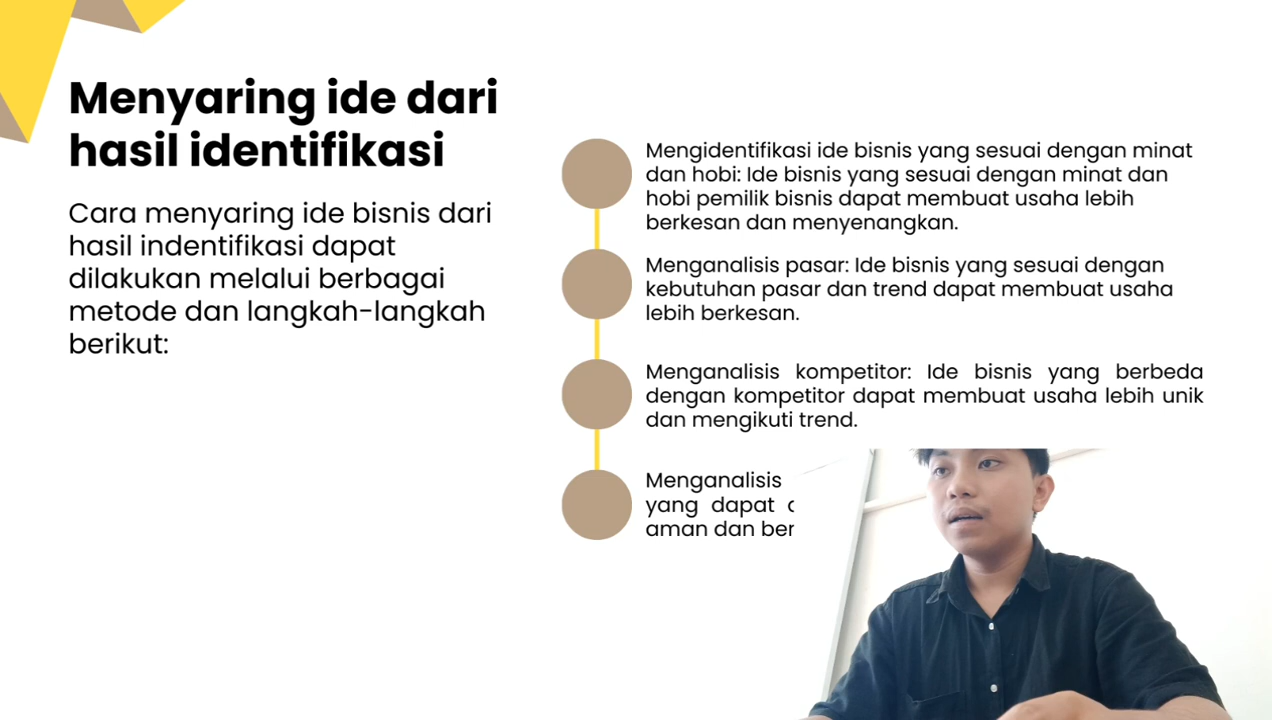 Menyaring ide dari
hasil identifikasi
Cara menyaring ide bisnis dari
hasil indentifikasi dapat
dilakukan melalui berbagai
metode dan langkah-langkah
berikut:
Mengidentifikasi ide bisnis yang sesuai dengan minat
dan hobi: Ide bisnis yang sesuai dengan minat dan
hobi pemilik bisnis dapat membuat usaha lebih
berkesan dan menyenangkan.
Menganalisis pasar: Ide bisnis yang sesuai dengan
kebutuhan pasar dan trend dapat membuat usaha
lebih berkesan.
Menganalisis kompetitor: Ide bisnis yang berbeda
dengan kompetitor dapat membuat usaha lebih unik
dan mengikuti trend.
Menganalisis
yang dapat
aman dan